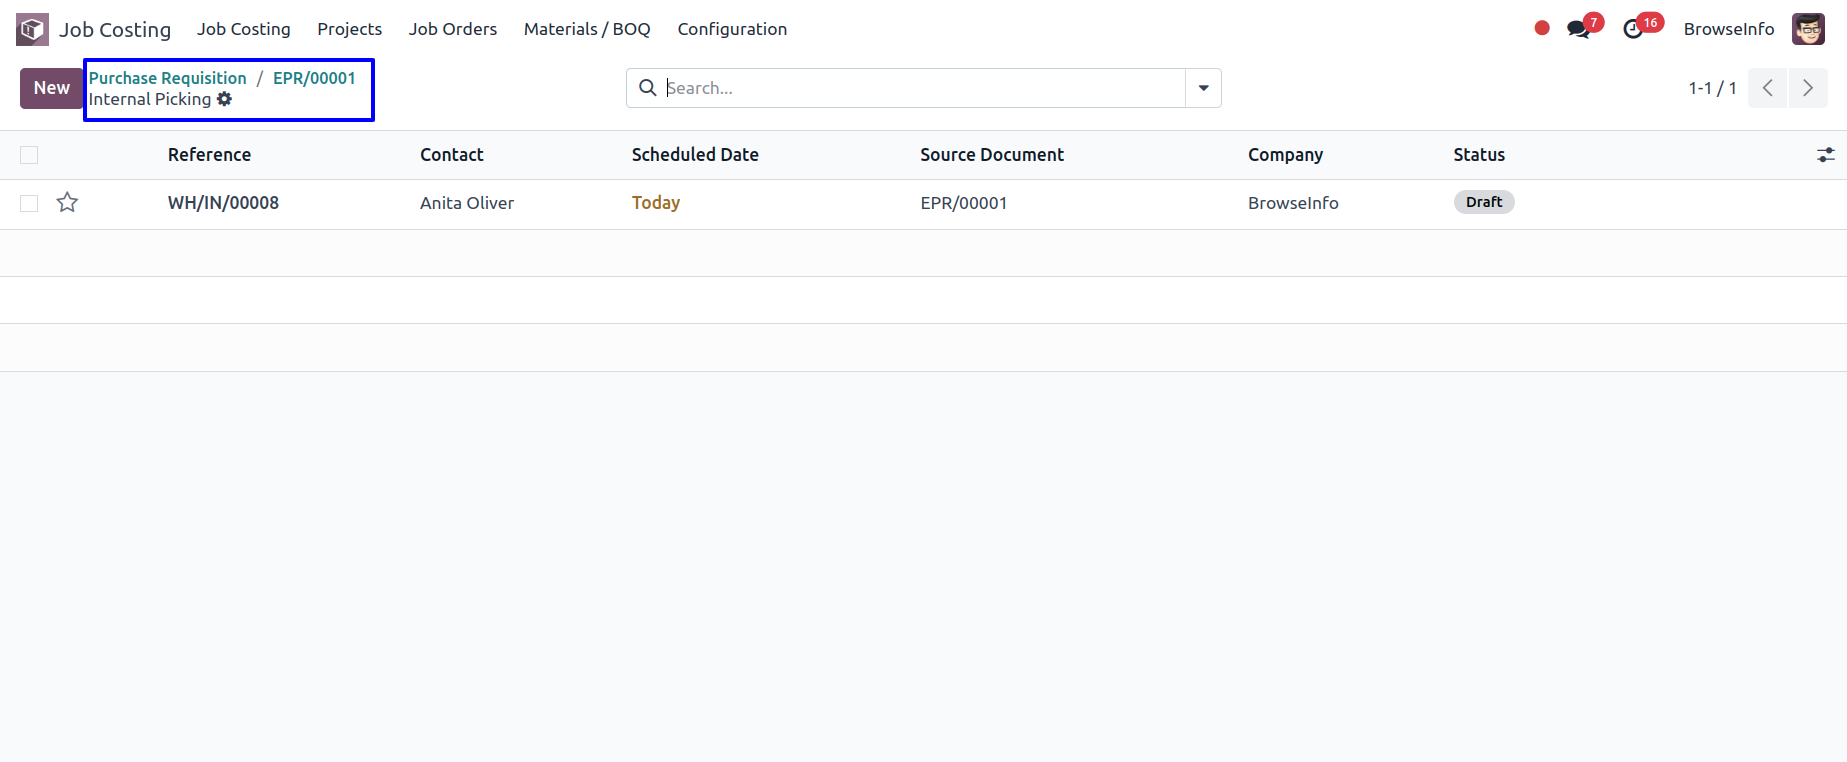 Job Costing Job Costing Projects Job Orders Materials / BOQ Configuration 7 16 BrowseInfo
New Purchase Requisition / EPR/00001
Internal Picking
Search... 1-1 / 1
Reference Contact Scheduled Date Source Document Company Status
WH/IN/00008 Anita Oliver Today EPR/00001 BrowseInfo Draft